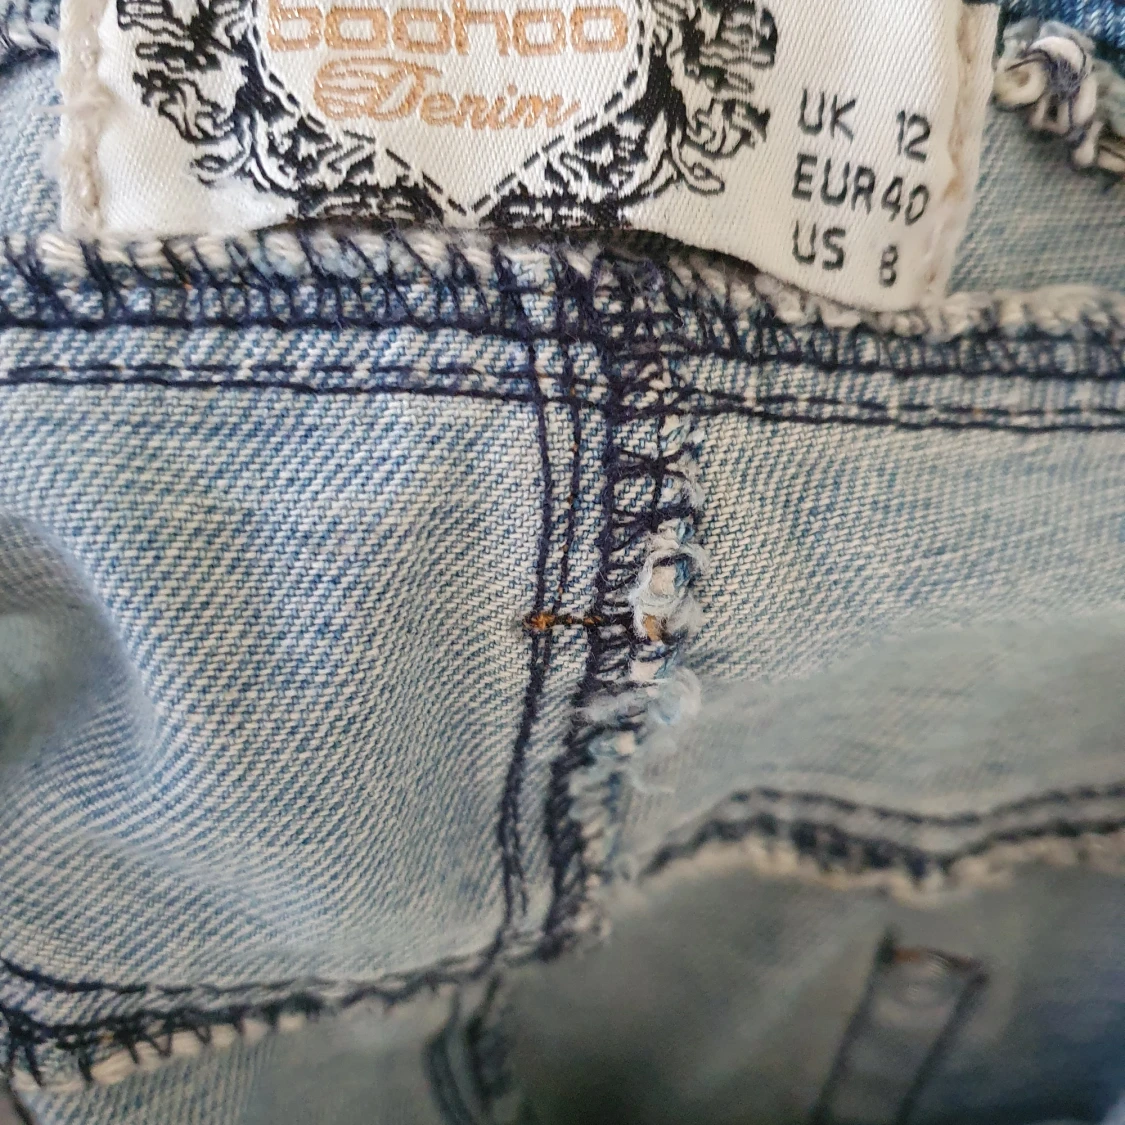 boohoo
Denim
UK 12
EUR 40
US 8